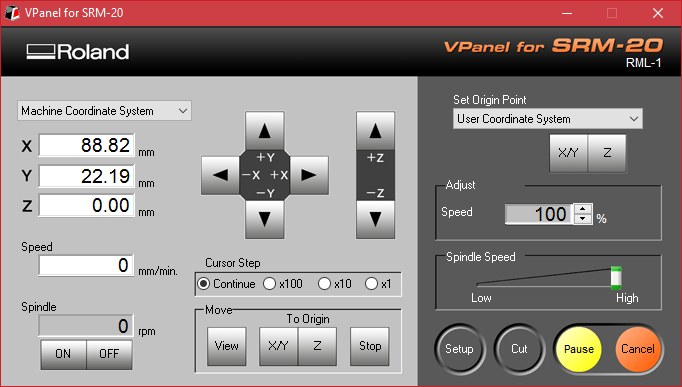 VPanel for SRM-20
Roland
VPanel for SRM-20
RML-1
Machine Coordinate System
X 88.82 mm
Y 22.19 mm
Z 0.00 mm
Speed
0 mm/min.
Spindle
0 rpm
ON OFF
+Y
-X +X
-Y
+Z
-Z
Cursor Step
Continue x100 x10 x1
Move
To Origin
View X/Y Z Stop
Set Origin Point
User Coordinate System
X/Y Z
Adjust
Speed 100 %
Spindle Speed
Low High
Setup Cut Pause Cancel